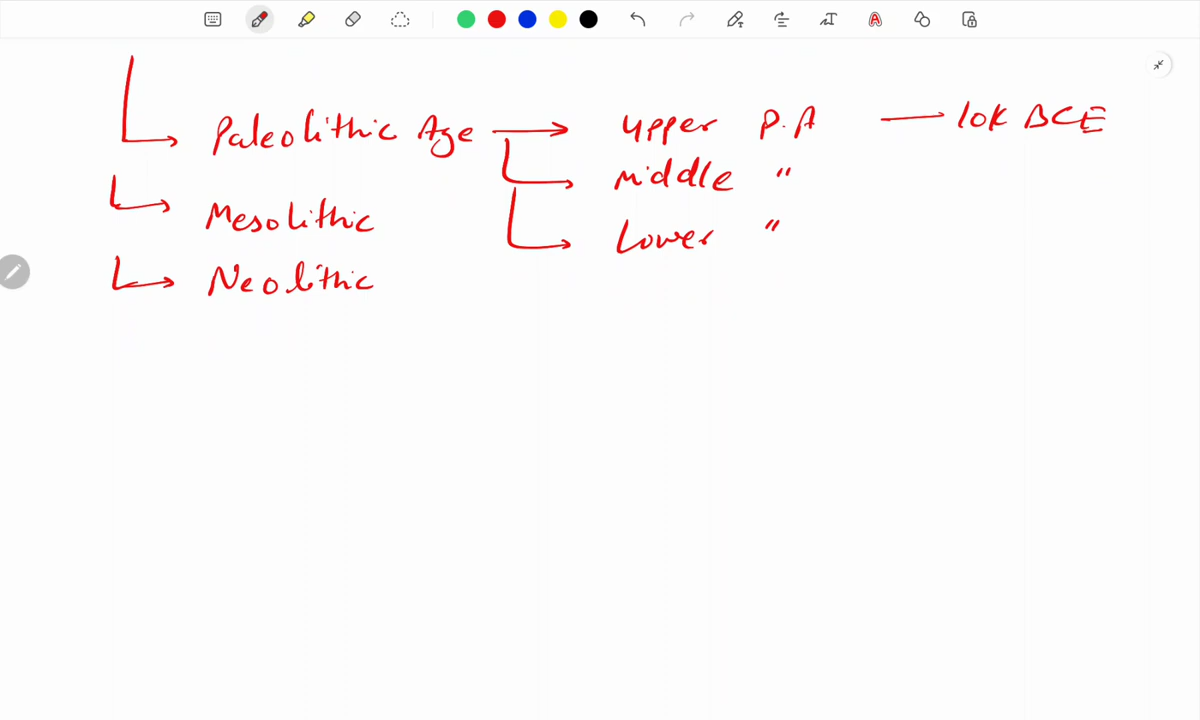 Paleolithic Age → Upper P.A — 10K BCE
Middle "
Mesolithic
Lower "
Neolithic